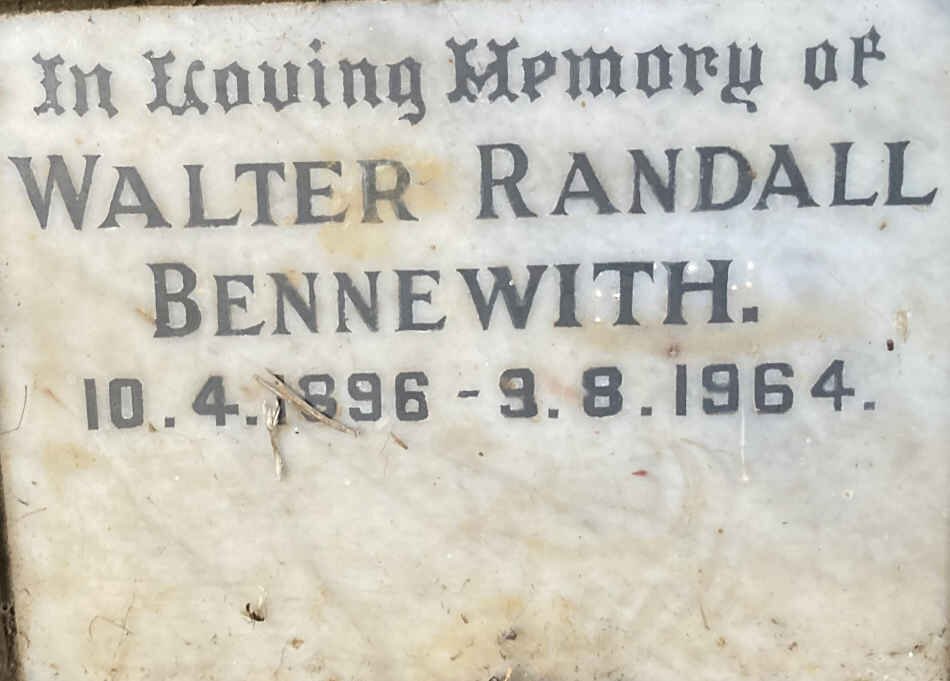 In Loving Memory of
WALTER RANDALL
BENNEWITH.
10.4.1896 - 9.8.1964.